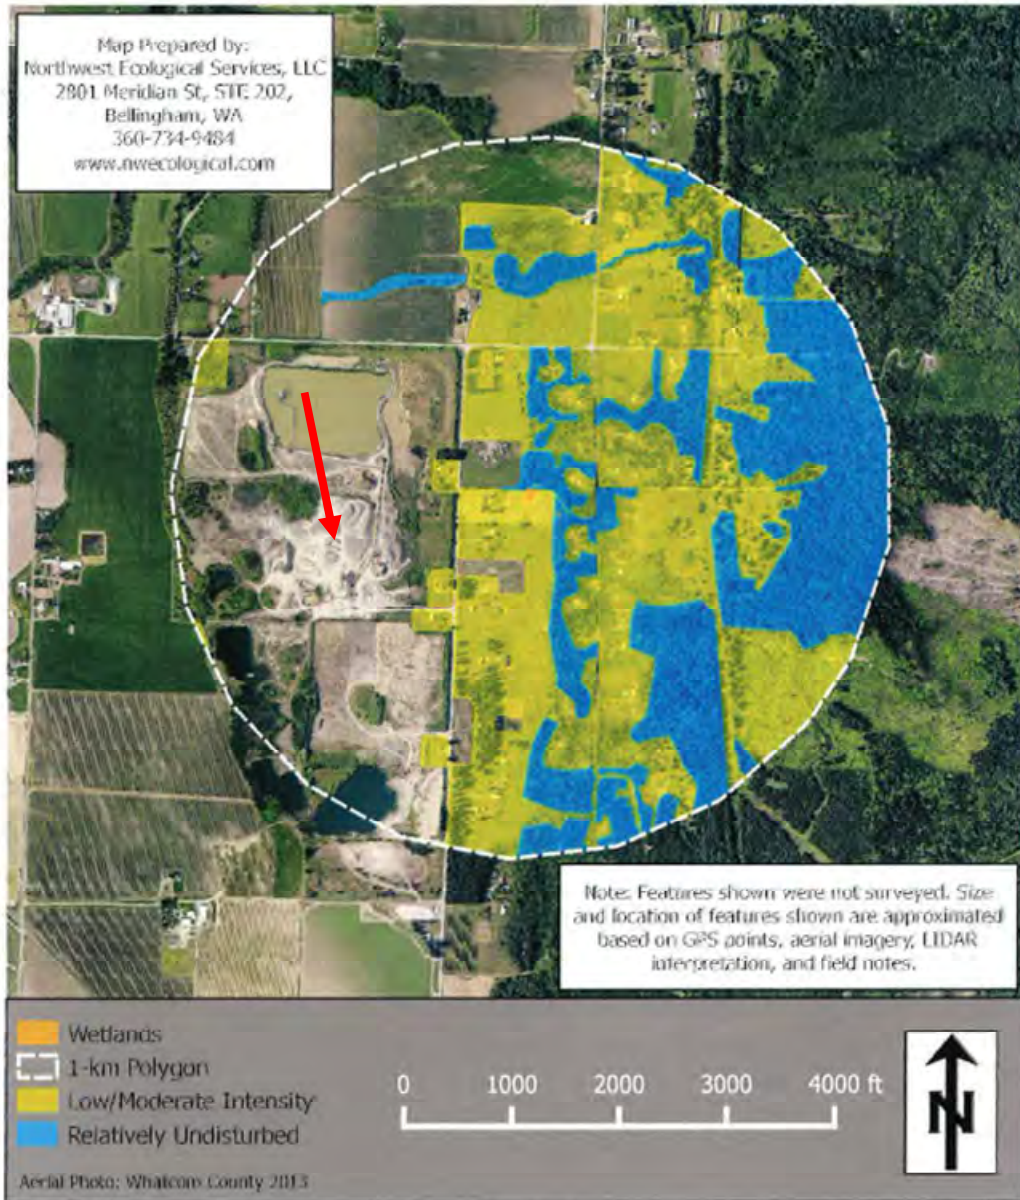 Map Prepared by:
Northwest Ecological Services, LLC
2801 Meridian St, STE 202,
Bellingham, WA
360-734-9484
www.nwecological.com
Note: Features shown were not surveyed. Size
and location of features shown are approximated
based on GPS points, aerial imagery, LIDAR
interpretation, and field notes.
Wetlands
1-km Polygon
Low/Moderate Intensity
Relatively Undisturbed
Aerial Photo: Whatcom County 2013
0 1000 2000 3000 4000 ft
N